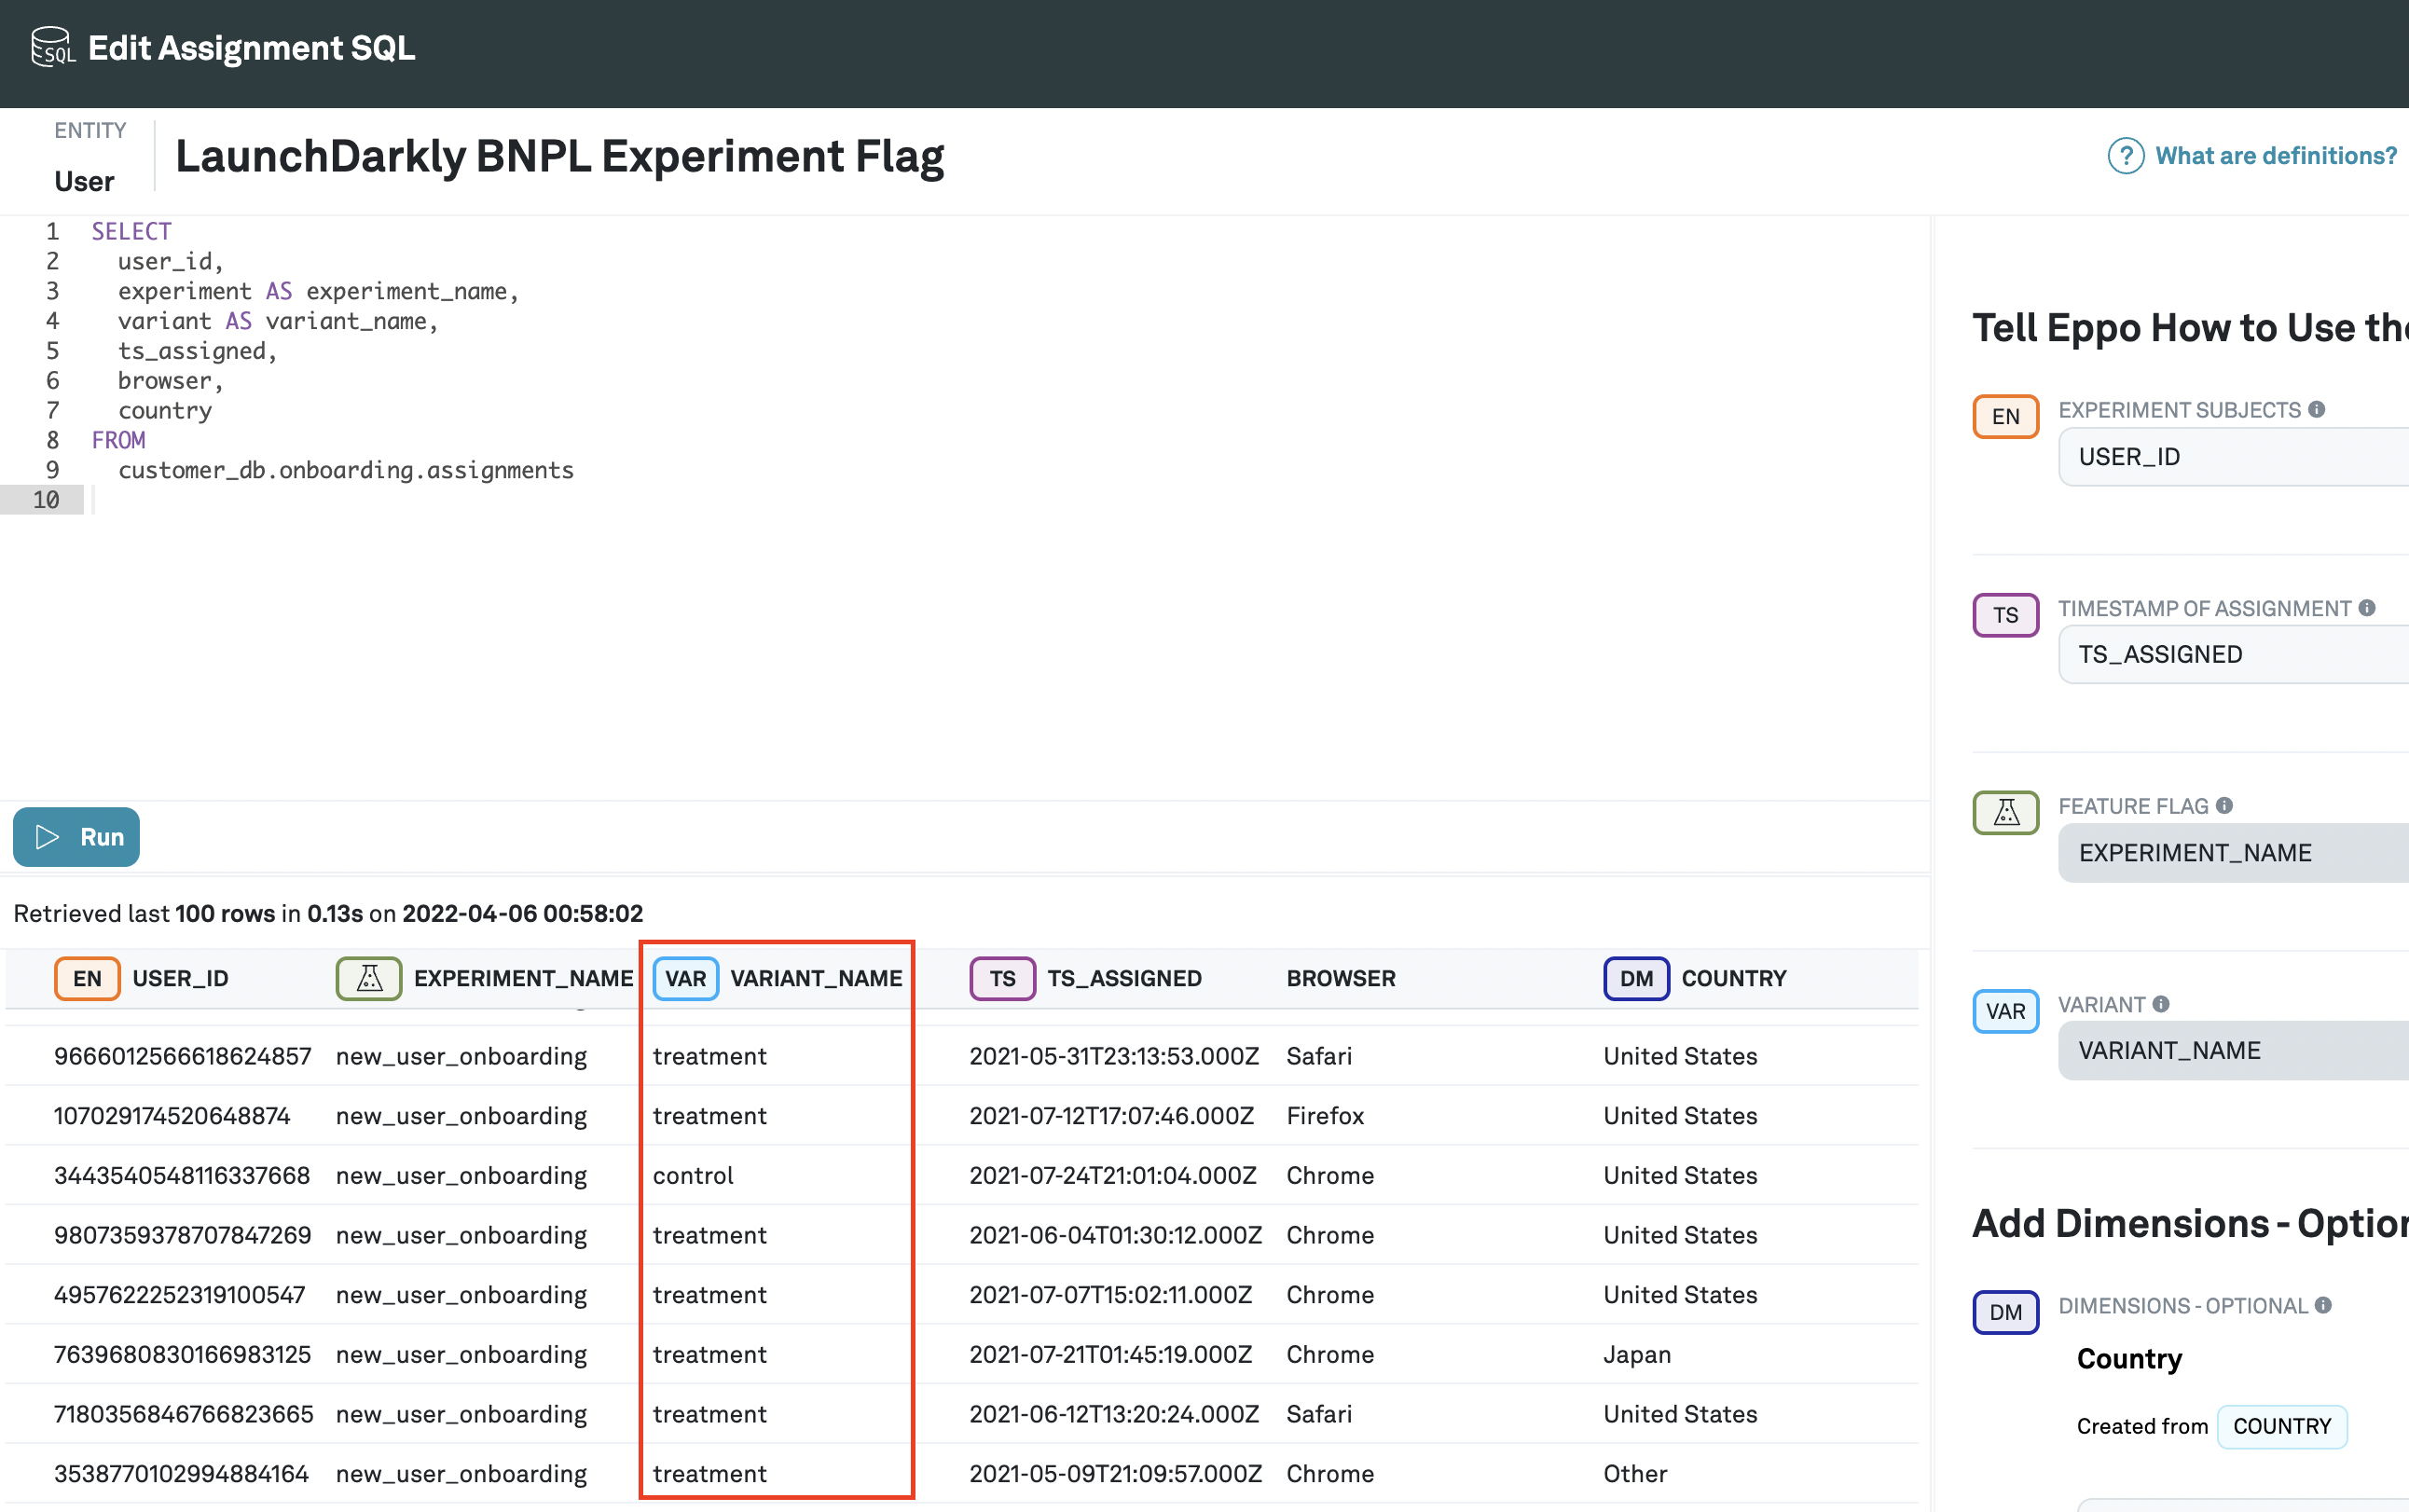 SQL Edit Assignment SQL
ENTITY
User
LaunchDarkly BNPL Experiment Flag
? What are definitions?
1 SELECT
2 user_id,
3 experiment AS experiment_name,
4 variant AS variant_name,
5 ts_assigned,
6 browser,
7 country
8 FROM
9 customer_db.onboarding.assignments
10
Run
Retrieved last 100 rows in 0.13s on 2022-04-06 00:58:02
EN USER_ID EXPERIMENT_NAME VAR VARIANT_NAME TS TS_ASSIGNED BROWSER DM COUNTRY
9666012566618624857 new_user_onboarding treatment 2021-05-31T23:13:53.000Z Safari United States
107029174520648874 new_user_onboarding treatment 2021-07-12T17:07:46.000Z Firefox United States
3443540548116337668 new_user_onboarding control 2021-07-24T21:01:04.000Z Chrome United States
9807359378707847269 new_user_onboarding treatment 2021-06-04T01:30:12.000Z Chrome United States
4957622252319100547 new_user_onboarding treatment 2021-07-07T15:02:11.000Z Chrome United States
7639680830166983125 new_user_onboarding treatment 2021-07-21T01:45:19.000Z Chrome Japan
7180356846766823665 new_user_onboarding treatment 2021-06-12T13:20:24.000Z Safari United States
3538770102994884164 new_user_onboarding treatment 2021-05-09T21:09:57.000Z Chrome Other
Tell Eppo How to Use
EN EXPERIMENT SUBJECTS
USER_ID
TS TIMESTAMP OF ASSIGNMENT
TS_ASSIGNED
FEATURE FLAG
EXPERIMENT_NAME
VAR VARIANT
VARIANT_NAME
Add Dimensions -
DM DIMENSIONS - OPTIONAL
Country
Created from COUNTRY